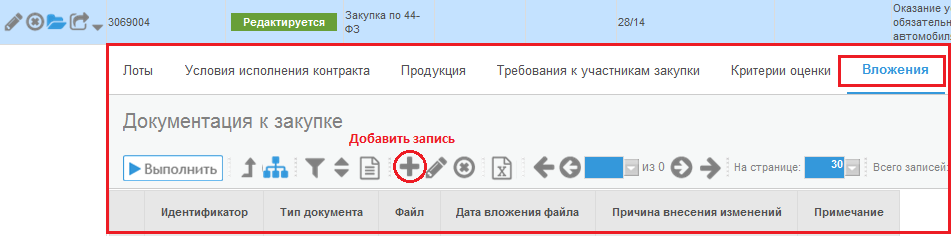 3069004 Редактируется Закупка по 44-ФЗ 28/14 Оказание у обязательн автомобил
Лоты Условия исполнения контракта Продукция Требования к участникам закупки Критерии оценки Вложения
Документация к закупке
Добавить запись
Выполнить из 0 На странице: 30 Всего записей:
Идентификатор Тип документа Файл Дата вложения файла Причина внесения изменений Примечание